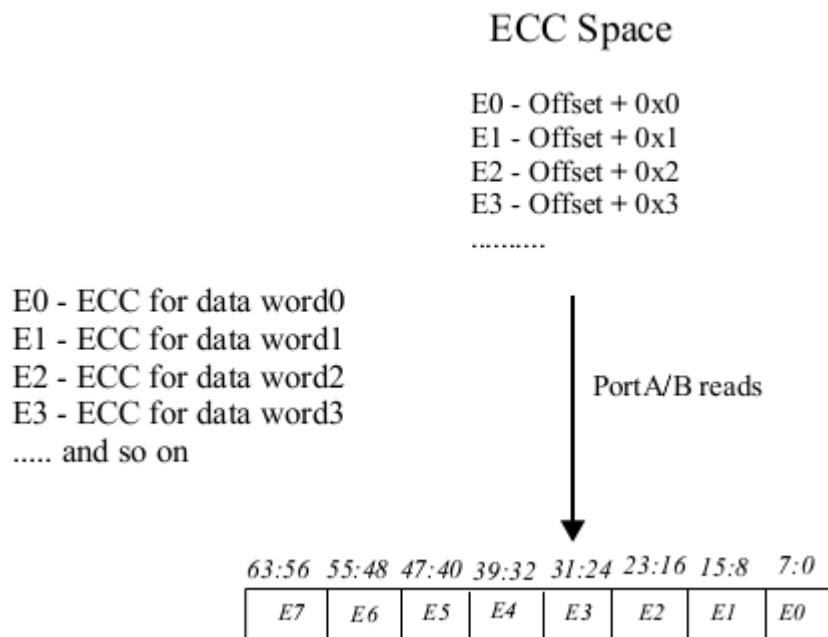 ECC Space
E0 - Offset + 0x0
E1 - Offset + 0x1
E2 - Offset + 0x2
E3 - Offset + 0x3
..........
E0 - ECC for data word0
E1 - ECC for data word1
E2 - ECC for data word2
E3 - ECC for data word3
..... and so on
PortA/B reads
63:56 55:48 47:40 39:32 31:24 23:16 15:8 7:0
E7 E6 E5 E4 E3 E2 E1 E0